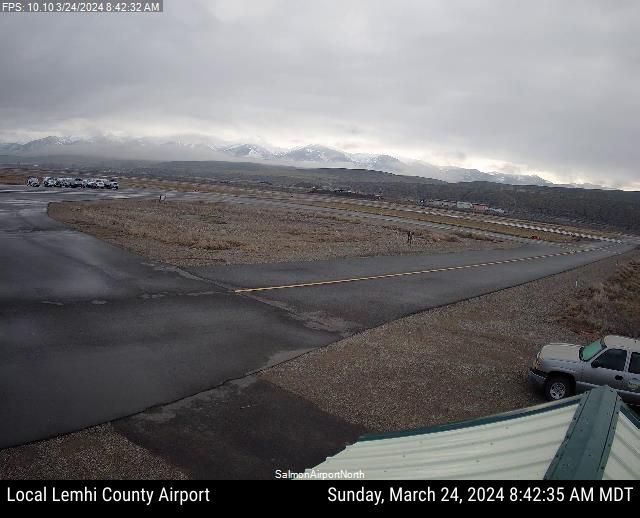 FPS: 10.10 3/24/2024 8:42:32 AM
SalmonAirportNorth
Local Lemhi County Airport
Sunday, March 24, 2024 8:42:35 AM MDT